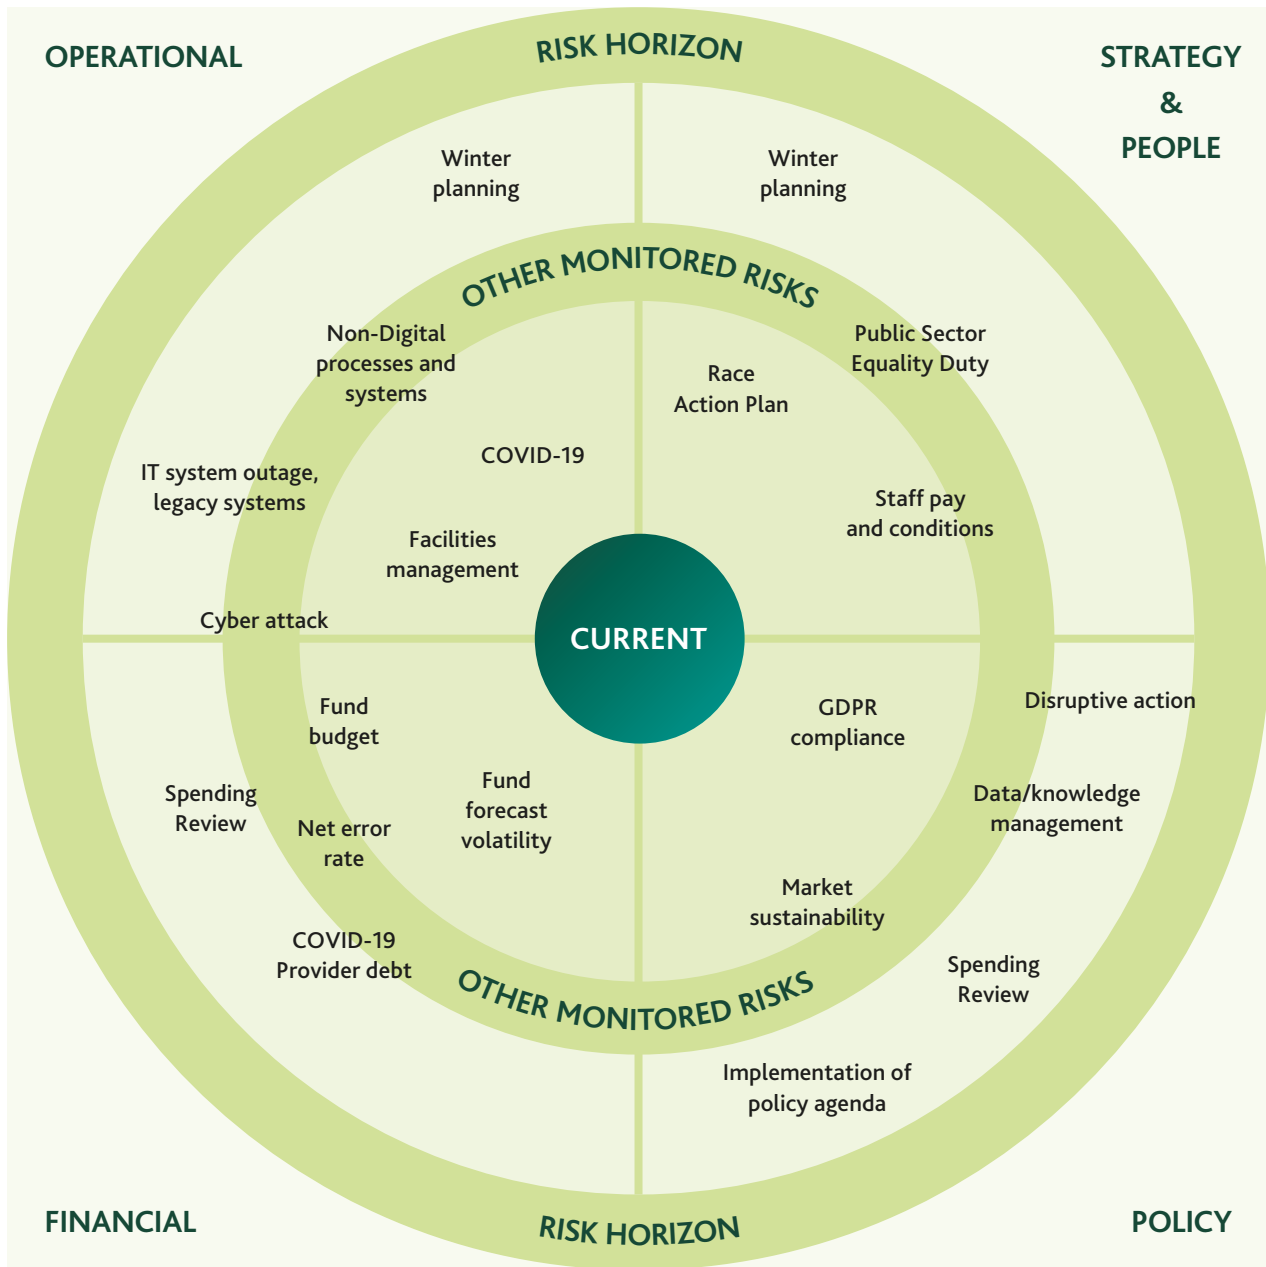 OPERATIONAL
RISK HORIZON
STRATEGY
&
PEOPLE
Winter
planning
Winter
planning
OTHER MONITORED RISKS
Non-Digital
processes and
systems
Public Sector
Equality Duty
Race
Action Plan
COVID-19
IT system outage,
legacy systems
Staff pay
and conditions
Facilities
management
Cyber attack
CURRENT
Fund
budget
GDPR
compliance
Disruptive action
Spending
Review
Fund
forecast
volatility
Data/knowledge
management
Net error
rate
Market
sustainability
COVID-19
Provider debt
Spending
Review
OTHER MONITORED RISKS
Implementation of
policy agenda
FINANCIAL
RISK HORIZON
POLICY